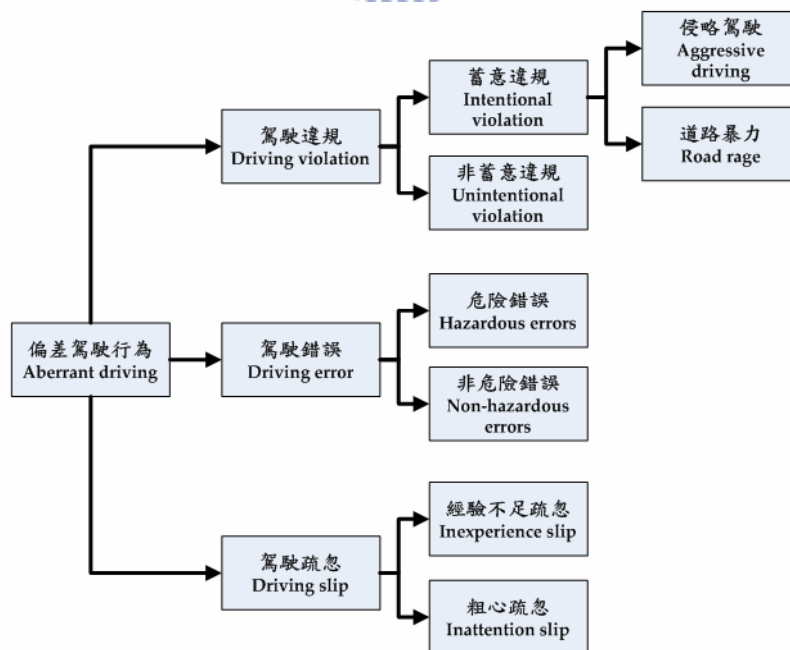 侵略駕駛
Aggressive
driving
蓄意違規
Intentional
violation
駕駛違規
Driving violation
道路暴力
Road rage
非蓄意違規
Unintentional
violation
偏差駕駛行為
Aberrant driving
駕駛錯誤
Driving error
危險錯誤
Hazardous errors
非危險錯誤
Non-hazardous
errors
經驗不足疏忽
Inexperience slip
駕駛疏忽
Driving slip
粗心疏忽
Inattention slip